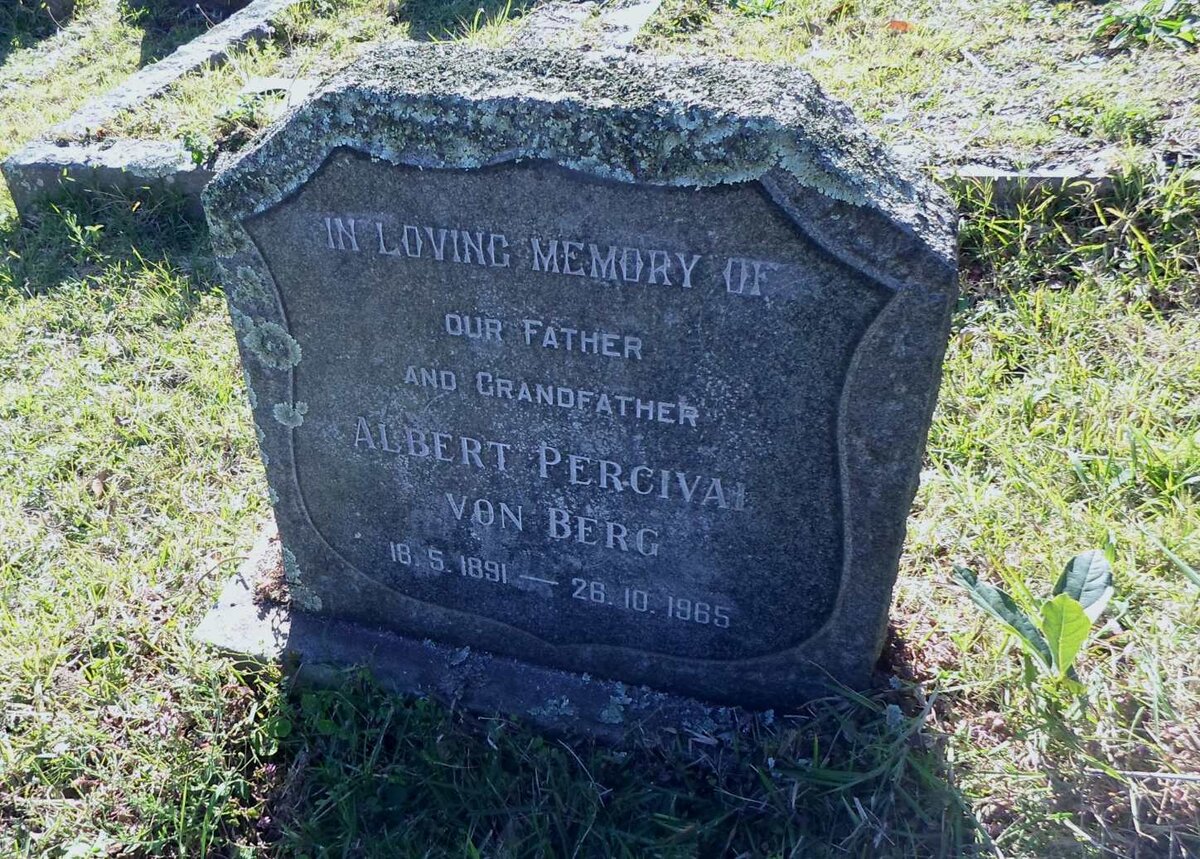 IN LOVING MEMORY OF
OUR FATHER
AND GRANDFATHER
ALBERT PERCIVAL
VON BERG
18.5.1891 — 26.10.1965